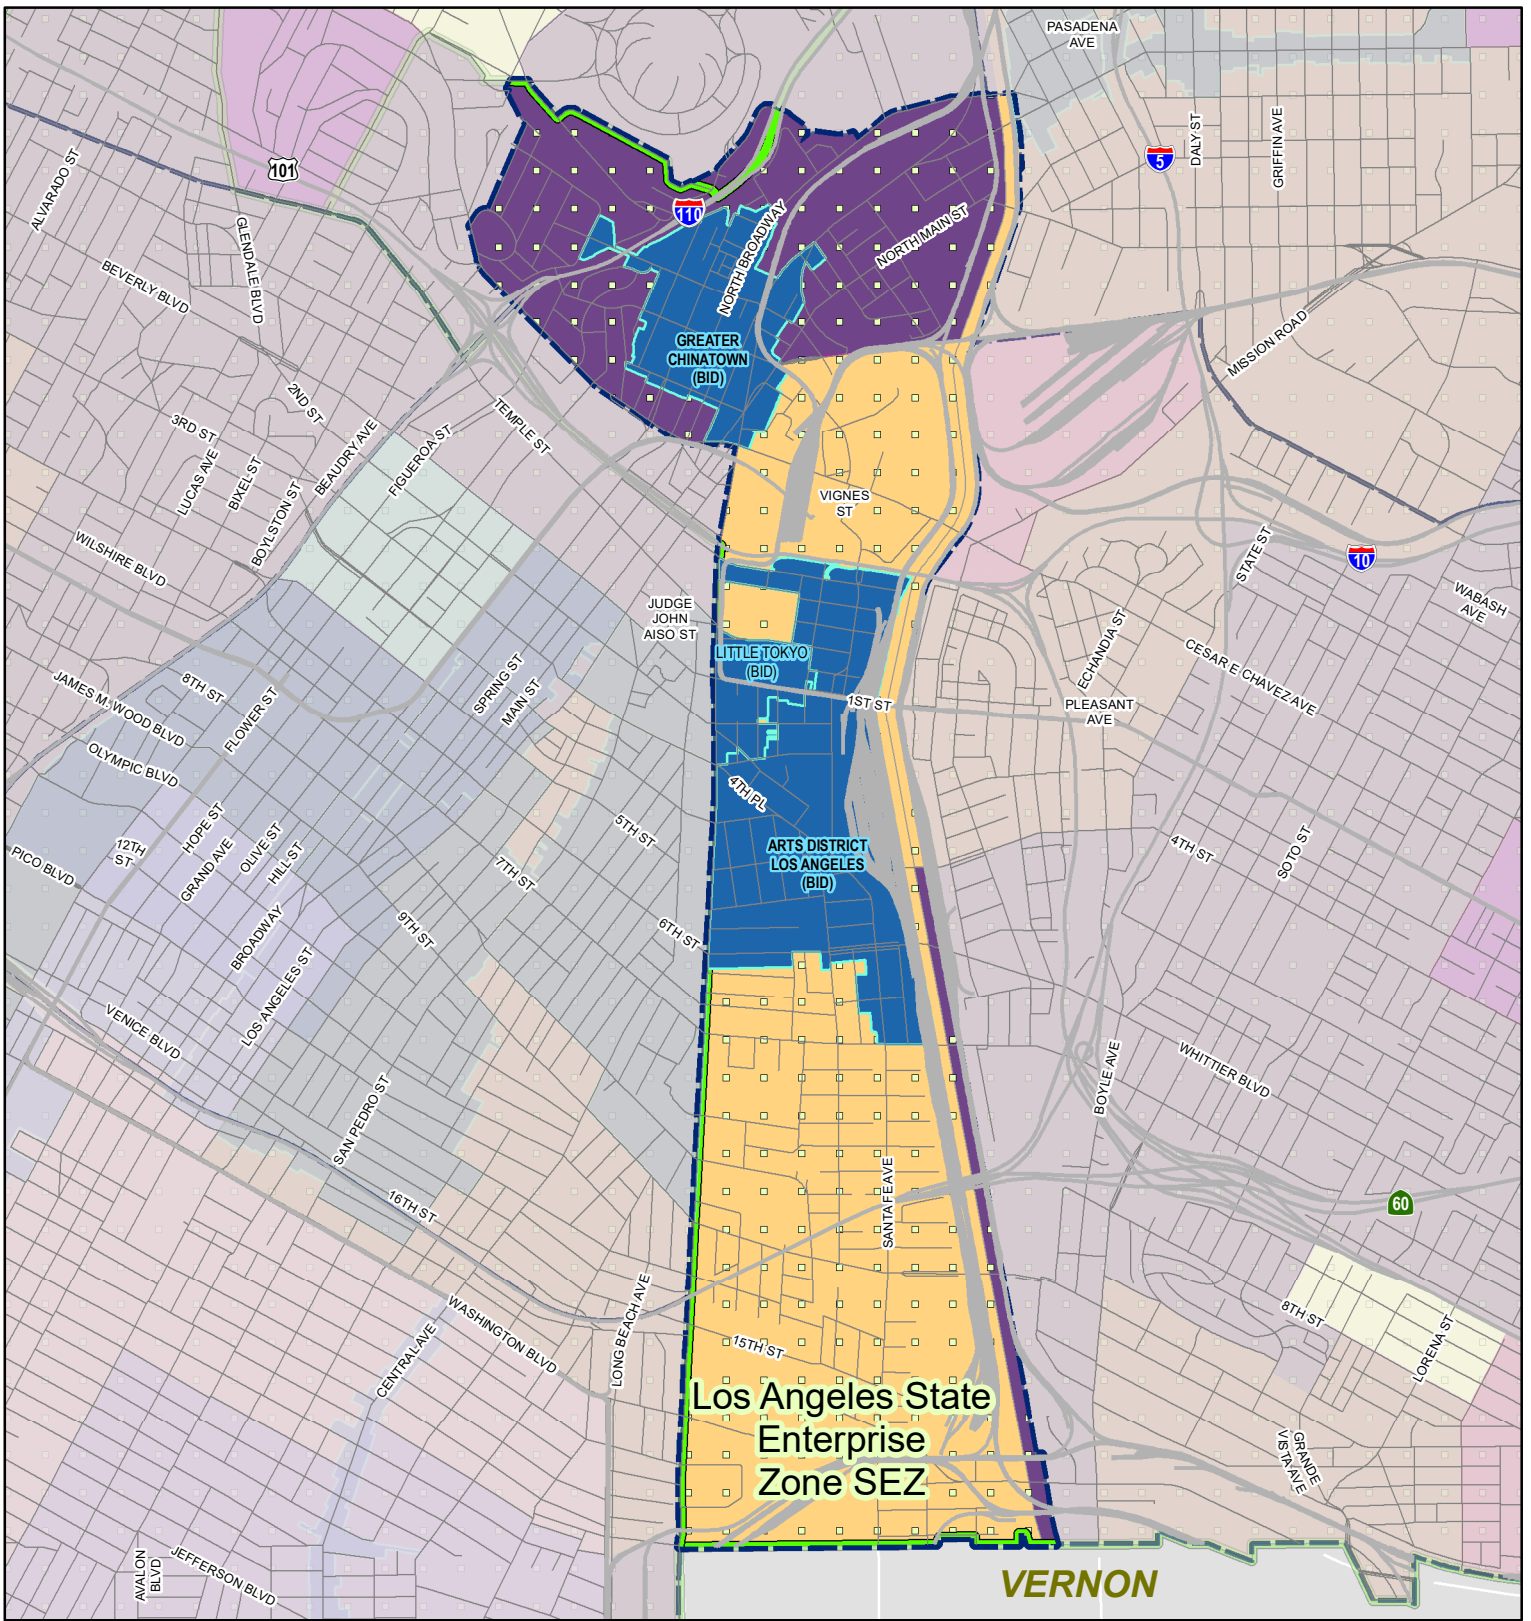 PASADENA
AVE
DALY ST
GRIFFIN AVE
5
101
ALVARADO ST
110
NORTH BROADWAY
NORTH MAIN ST
GLENDALE BLVD
BEVERLY BLVD
MISSION ROAD
GREATER
CHINATOWN
(BID)
2ND ST
3RD ST
TEMPLE ST
BEAUDRY AVE
FIGUEROA ST
LUCAS AVE
BIXEL ST
BOYLSTON ST
VIGNES
ST
WILSHIRE BLVD
STATE ST
10
WABASH
AVE
JUDGE
JOHN
AISO ST
ECHANDIA ST
CESAR E CHAVEZ AVE
LITTLE TOKYO
(BID)
JAMES M. WOOD BLVD
8TH ST
SPRING ST
MAIN ST
FLOWER ST
1ST ST
PLEASANT
AVE
OLYMPIC BLVD
4TH PL
HOPE ST
GRAND AVE
OLIVE ST
HILL ST
12TH
ST
PICO BLVD
5TH ST
7TH ST
ARTS DISTRICT
LOS ANGELES
(BID)
4TH ST
SOTO ST
9TH ST
6TH ST
BROADWAY
LOS ANGELES ST
VENICE BLVD
WHITTIER BLVD
BOYLE AVE
SAN PEDRO ST
16TH ST
SANTA FE AVE
60
LONG BEACH AVE
WASHINGTON BLVD
CENTRAL AVE
15TH ST
8TH ST
LORENA ST
Los Angeles State
Enterprise
Zone SEZ
GRANDE
VISTA AVE
AVALON
BLVD
JEFFERSON BLVD
VERNON